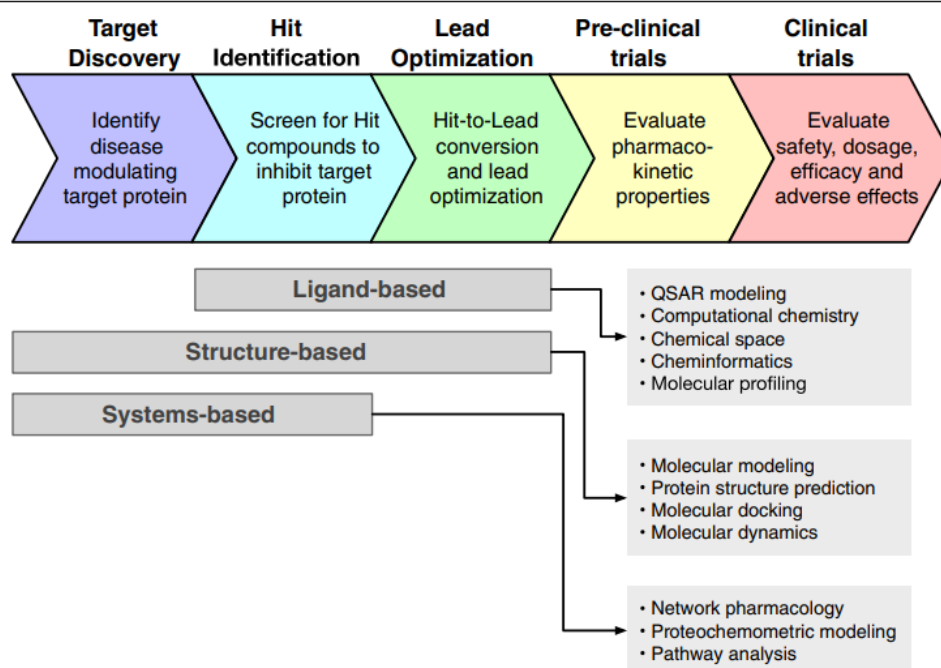 Target
Discovery
Hit
Identification
Lead
Optimization
Pre-clinical
trials
Clinical
trials
Identify
disease
modulating
target protein
Screen for Hit
compounds to
inhibit target
protein
Hit-to-Lead
conversion
and lead
optimization
Evaluate
pharmaco-
kinetic
properties
Evaluate
safety, dosage,
efficacy and
adverse effects
Ligand-based
Structure-based
Systems-based
• QSAR modeling
• Computational chemistry
• Chemical space
• Cheminformatics
• Molecular profiling
• Molecular modeling
• Protein structure prediction
• Molecular docking
• Molecular dynamics
• Network pharmacology
• Proteochemometric modeling
• Pathway analysis